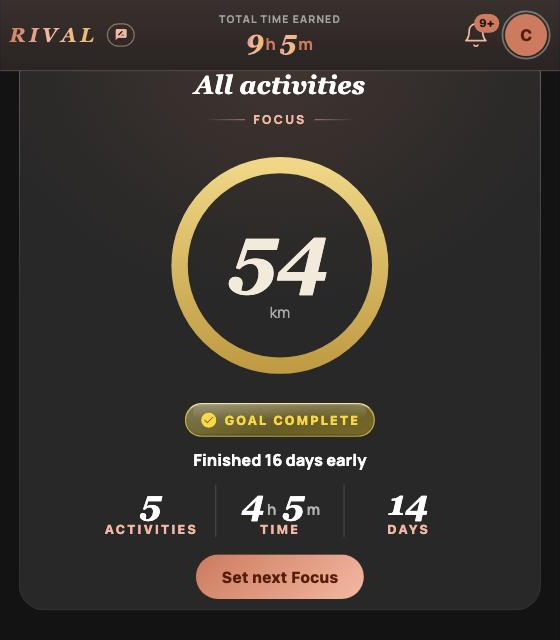 RIVAL
TOTAL TIME EARNED
9h 5m
9+
C
All activities
FOCUS
54
km
GOAL COMPLETE
Finished 16 days early
5 4h 5m 14
ACTIVITIES TIME DAYS
Set next Focus